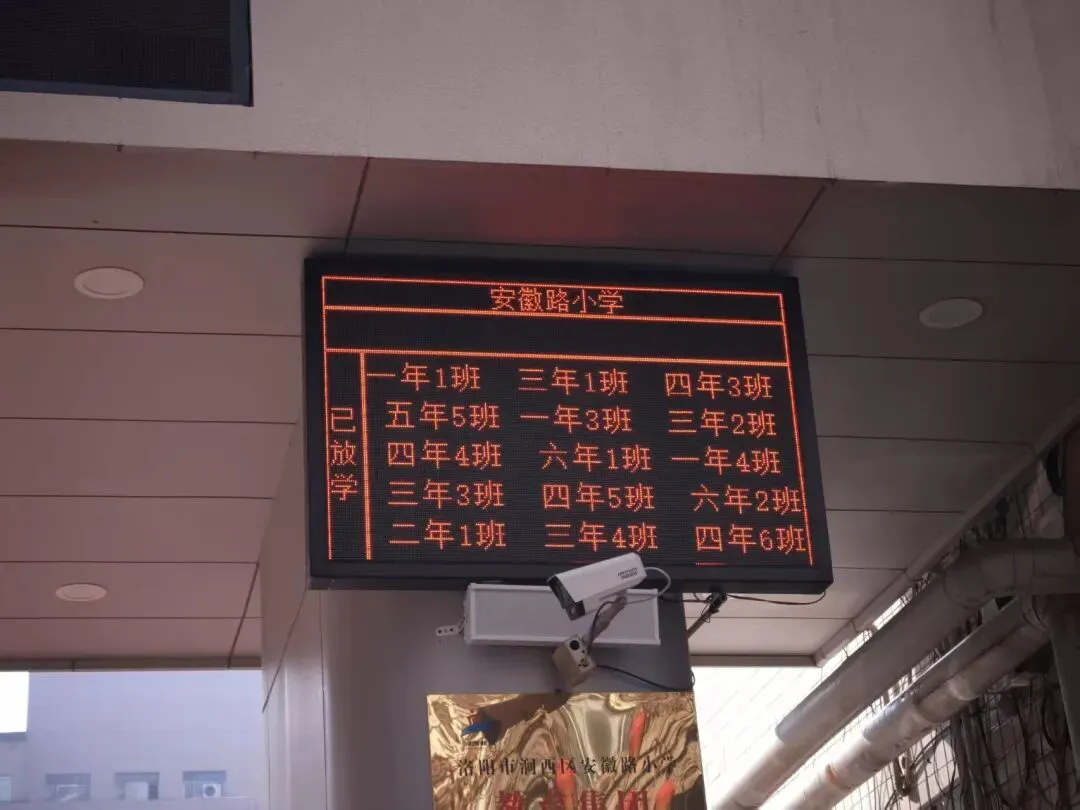 安徽路小学
已放学
一年1班 三年1班 四年3班
五年5班 一年3班 三年2班
四年4班 六年1班 一年4班
三年3班 四年5班 六年2班
二年1班 三年4班 四年6班
洛阳市涧西区安徽路小学
教育集团